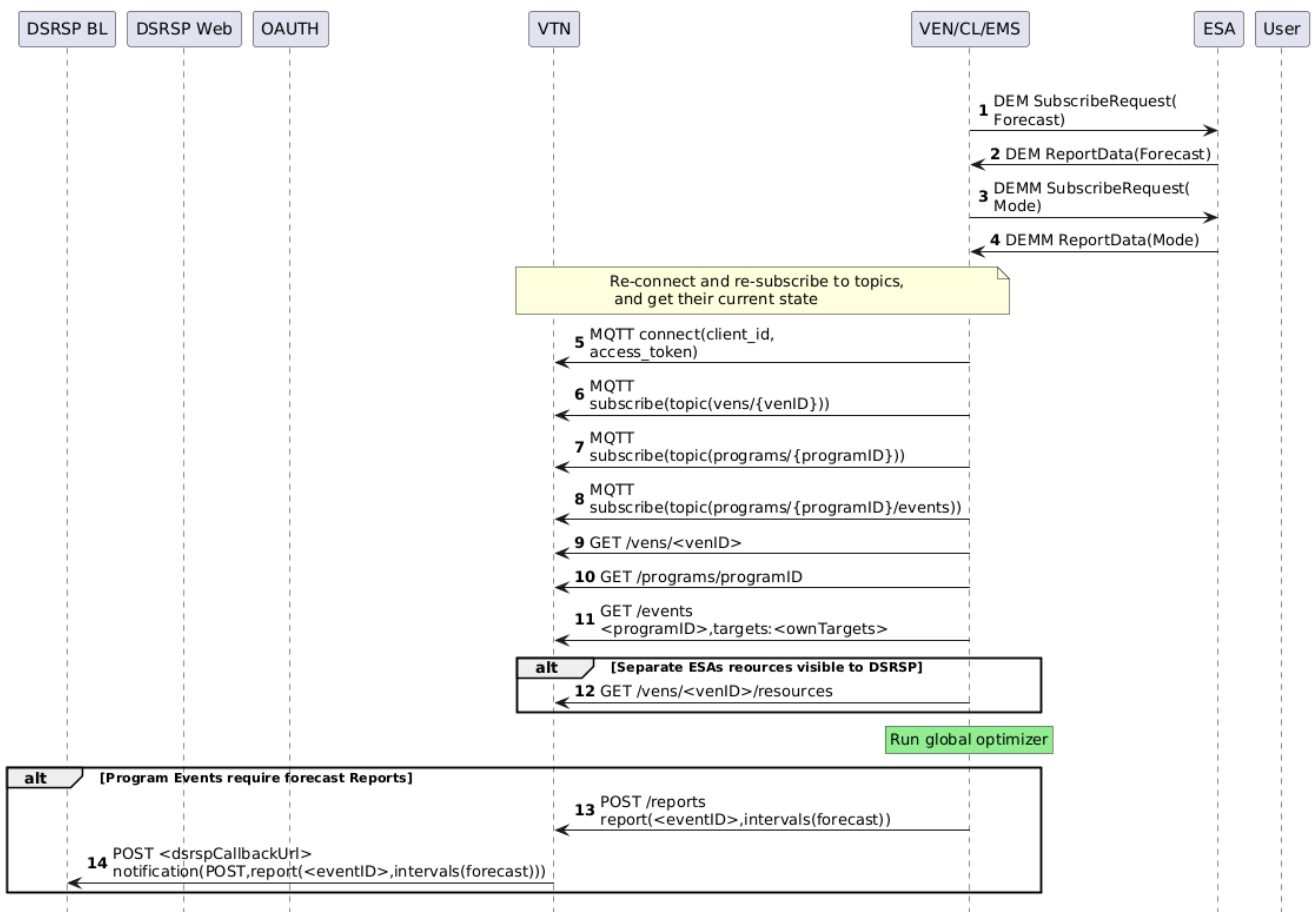 DSRSP BL
DSRSP Web
OAUTH
VTN
VEN/CL/EMS
ESA
User
1 DEM SubscribeRequest(
Forecast)
2 DEM ReportData(Forecast)
3 DEMM SubscribeRequest(
Mode)
4 DEMM ReportData(Mode)
Re-connect and re-subscribe to topics,
and get their current state
5 MQTT connect(client_id,
access_token)
6 MQTT
subscribe(topic(vens/{venID}))
7 MQTT
subscribe(topic(programs/{programID}))
8 MQTT
subscribe(topic(programs/{programID}/events))
9 GET /vens/<venID>
10 GET /programs/programID
11 GET /events
<programID>,targets:<ownTargets>
alt [Separate ESAs reources visible to DSRSP]
12 GET /vens/<venID>/resources
Run global optimizer
alt [Program Events require forecast Reports]
13 POST /reports
report(<eventID>,intervals(forecast))
14 POST <dsrspCallbackUrl>
notification(POST,report(<eventID>,intervals(forecast)))